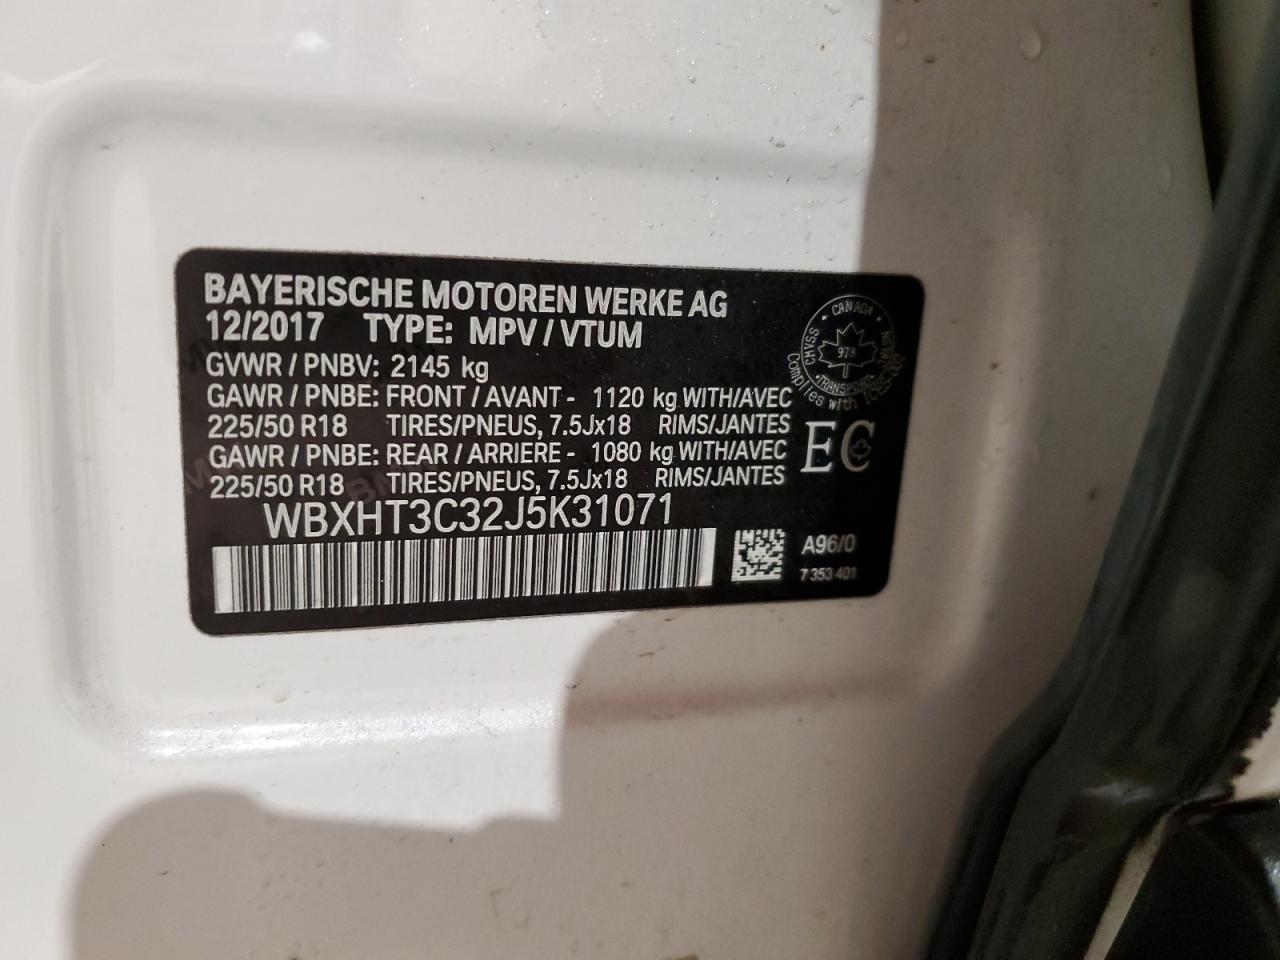 BAYERISCHE MOTOREN WERKE AG
12/2017 TYPE: MPV / VTUM
GVWR / PNBV: 2145 kg
GAWR / PNBE: FRONT / AVANT - 1120 kg WITH/AVEC
225/50 R18 TIRES/PNEUS, 7.5Jx18 RIMS/JANTES
GAWR / PNBE: REAR / ARRIERE - 1080 kg WITH/AVEC
225/50 R18 TIRES/PNEUS, 7.5Jx18 RIMS/JANTES
WBXHT3C32J5K31071
CANADA
CMVSS
TRANSPORT
Complies with
EC
A96/0
7 353 401